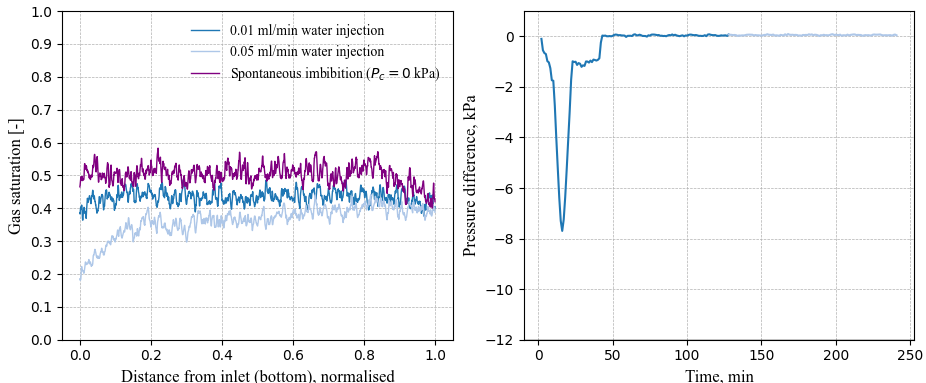 1.0
0.9
0.8
0.7
0.6
0.5
0.4
0.3
0.2
0.1
0.0
Gas saturation [-]
0.01 ml/min water injection
0.05 ml/min water injection
Spontaneous imbibition (P_c = 0 kPa)
0.0 0.2 0.4 0.6 0.8 1.0
Distance from inlet (bottom), normalised
0
−2
−4
−6
−8
−10
−12
Pressure difference, kPa
0 50 100 150 200 250
Time, min